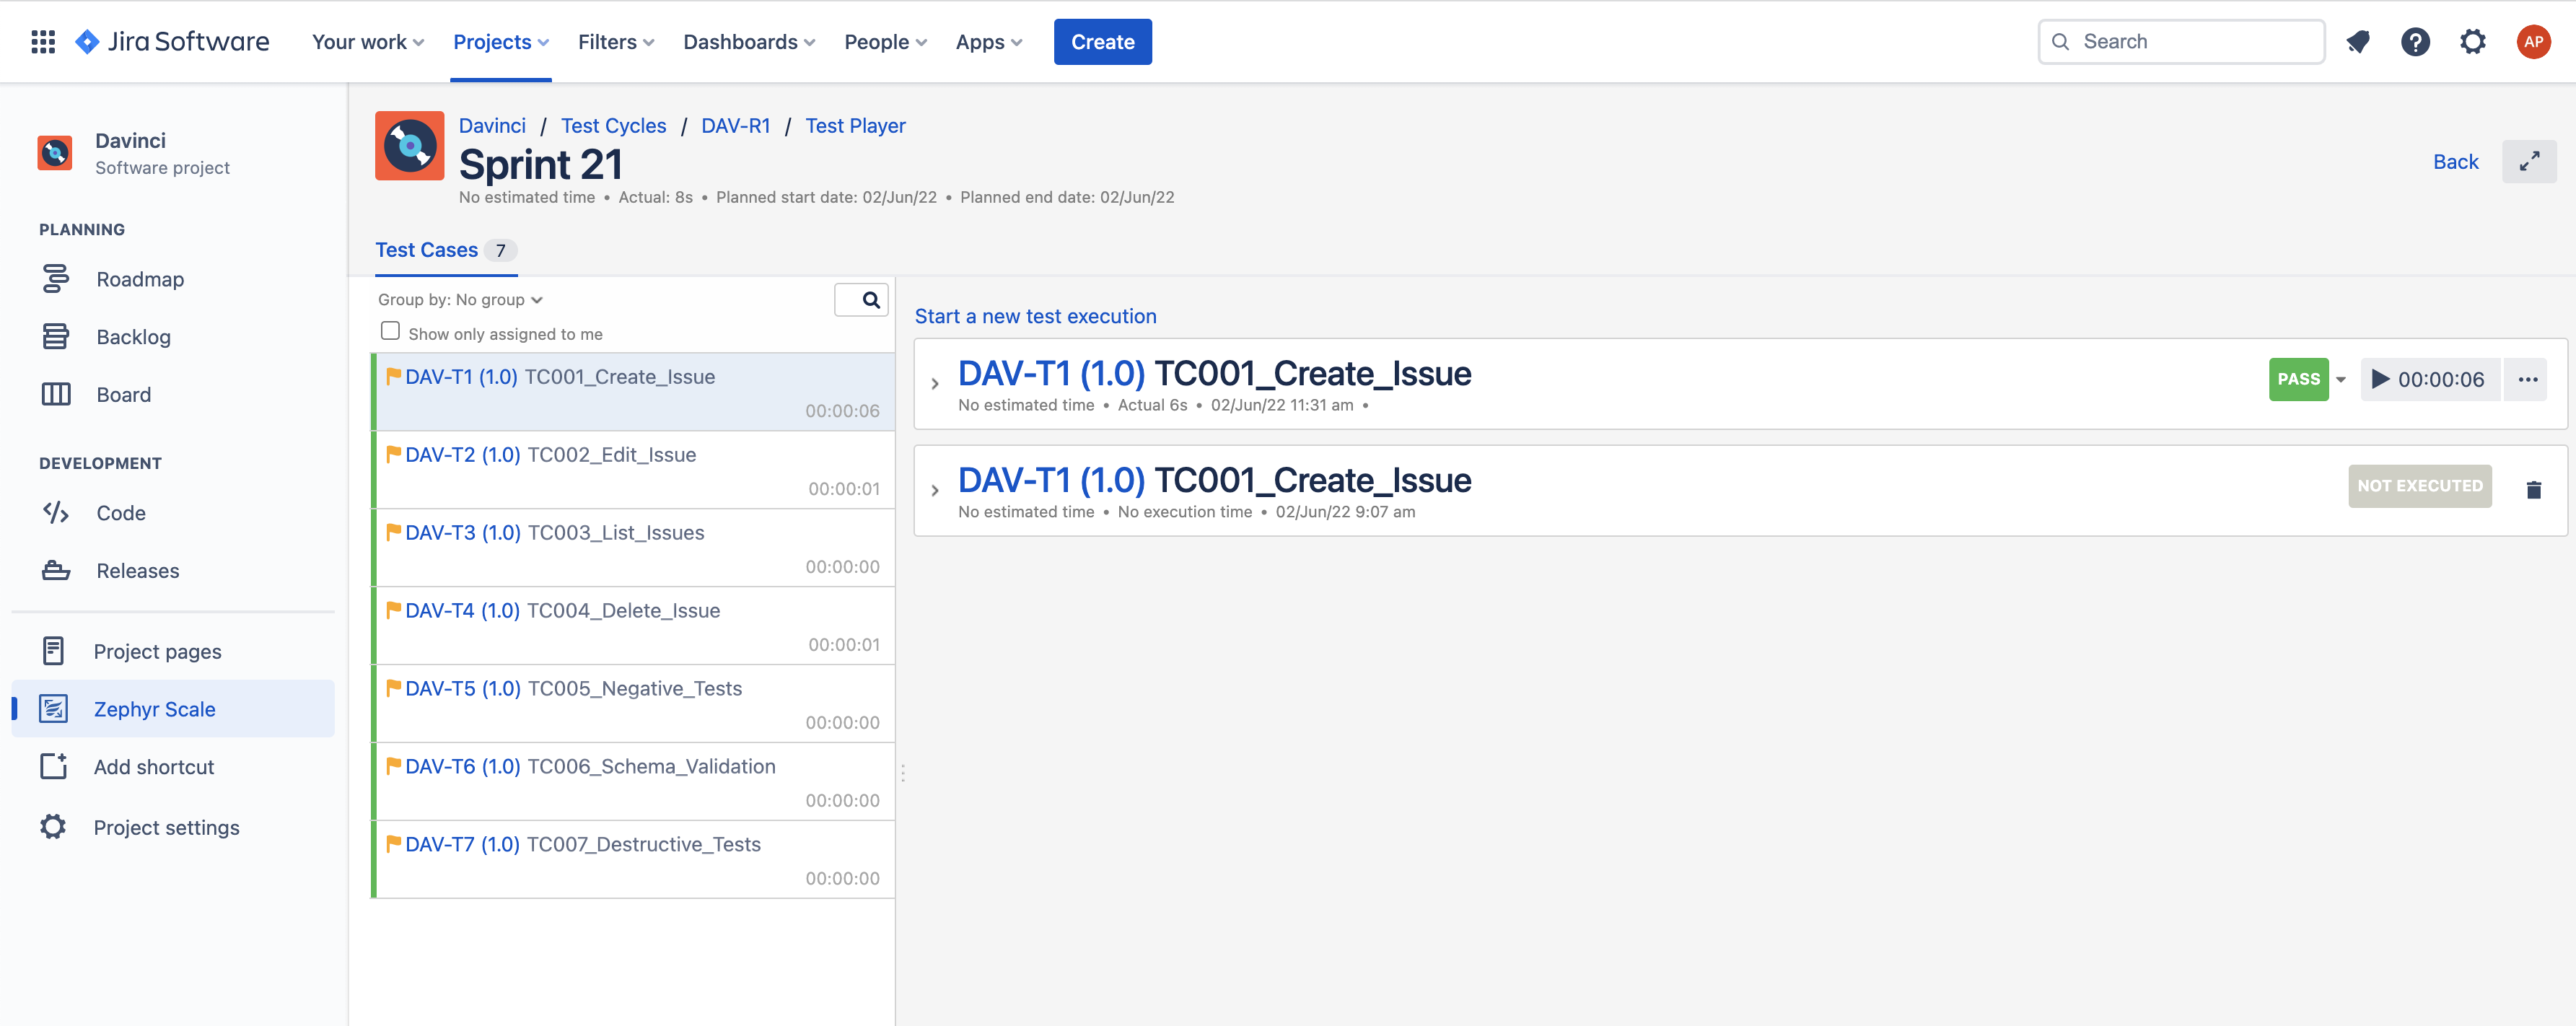 Jira Software Your work Projects Filters Dashboards People Apps Create Search ? AP
Davinci
Software project
PLANNING
Roadmap
Backlog
Board
DEVELOPMENT
Code
Releases
Project pages
Zephyr Scale
Add shortcut
Project settings
Davinci / Test Cycles / DAV-R1 / Test Player
Sprint 21
No estimated time • Actual: 8s • Planned start date: 02/Jun/22 • Planned end date: 02/Jun/22
Back
Test Cases 7
Group by: No group
Show only assigned to me
DAV-T1 (1.0) TC001_Create_Issue
00:00:06
DAV-T2 (1.0) TC002_Edit_Issue
00:00:01
DAV-T3 (1.0) TC003_List_Issues
00:00:00
DAV-T4 (1.0) TC004_Delete_Issue
00:00:01
DAV-T5 (1.0) TC005_Negative_Tests
00:00:00
DAV-T6 (1.0) TC006_Schema_Validation
00:00:00
DAV-T7 (1.0) TC007_Destructive_Tests
00:00:00
Start a new test execution
DAV-T1 (1.0) TC001_Create_Issue
No estimated time • Actual 6s • 02/Jun/22 11:31 am •
PASS 00:00:06
DAV-T1 (1.0) TC001_Create_Issue
No estimated time • No execution time • 02/Jun/22 9:07 am
NOT EXECUTED